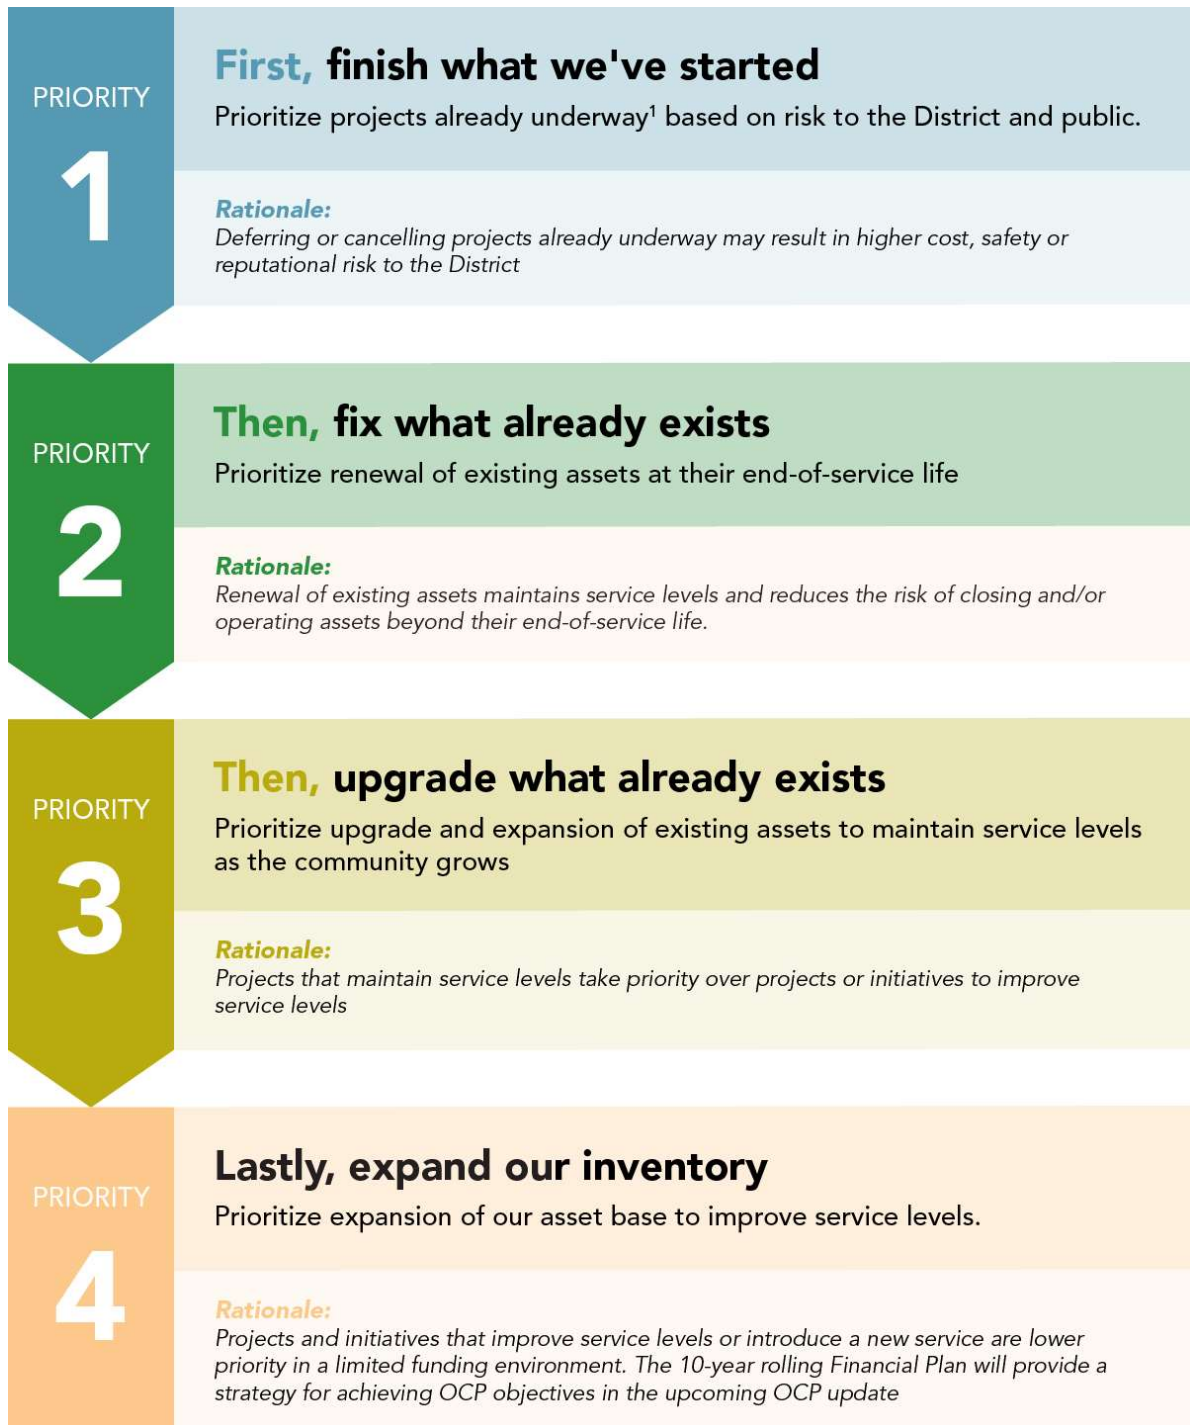 PRIORITY
1
First, finish what we've started
Prioritize projects already underway¹ based on risk to the District and public.
Rationale:
Deferring or cancelling projects already underway may result in higher cost, safety or
reputational risk to the District
PRIORITY
2
Then, fix what already exists
Prioritize renewal of existing assets at their end-of-service life
Rationale:
Renewal of existing assets maintains service levels and reduces the risk of closing and/or
operating assets beyond their end-of-service life.
PRIORITY
3
Then, upgrade what already exists
Prioritize upgrade and expansion of existing assets to maintain service levels
as the community grows
Rationale:
Projects that maintain service levels take priority over projects or initiatives to improve
service levels
PRIORITY
4
Lastly, expand our inventory
Prioritize expansion of our asset base to improve service levels.
Rationale:
Projects and initiatives that improve service levels or introduce a new service are lower
priority in a limited funding environment. The 10-year rolling Financial Plan will provide a
strategy for achieving OCP objectives in the upcoming OCP update